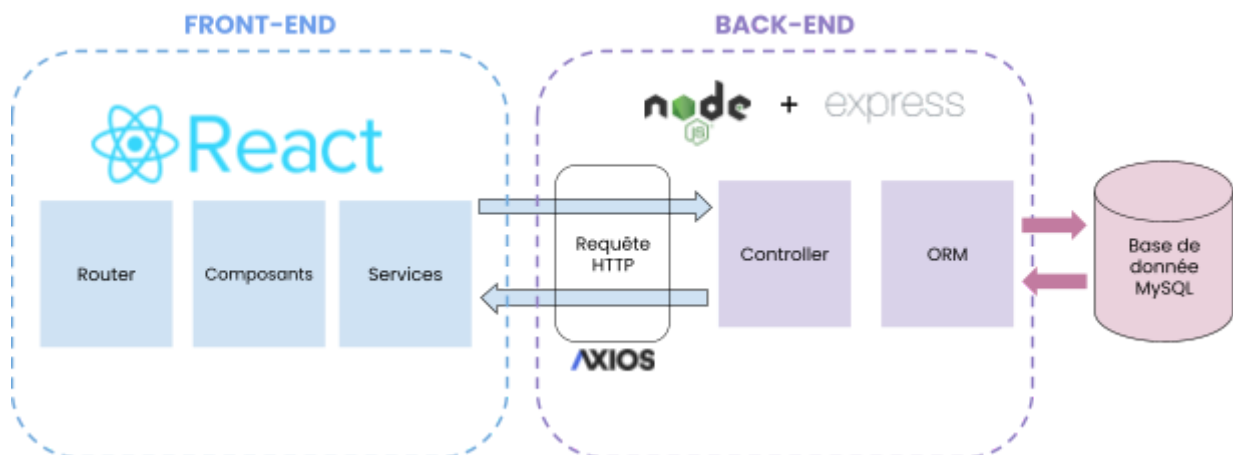 FRONT-END
BACK-END
React
node
JS
+
express
Router
Composants
Services
Requête
HTTP
AXIOS
Controller
ORM
Base de
donnée
MySQL